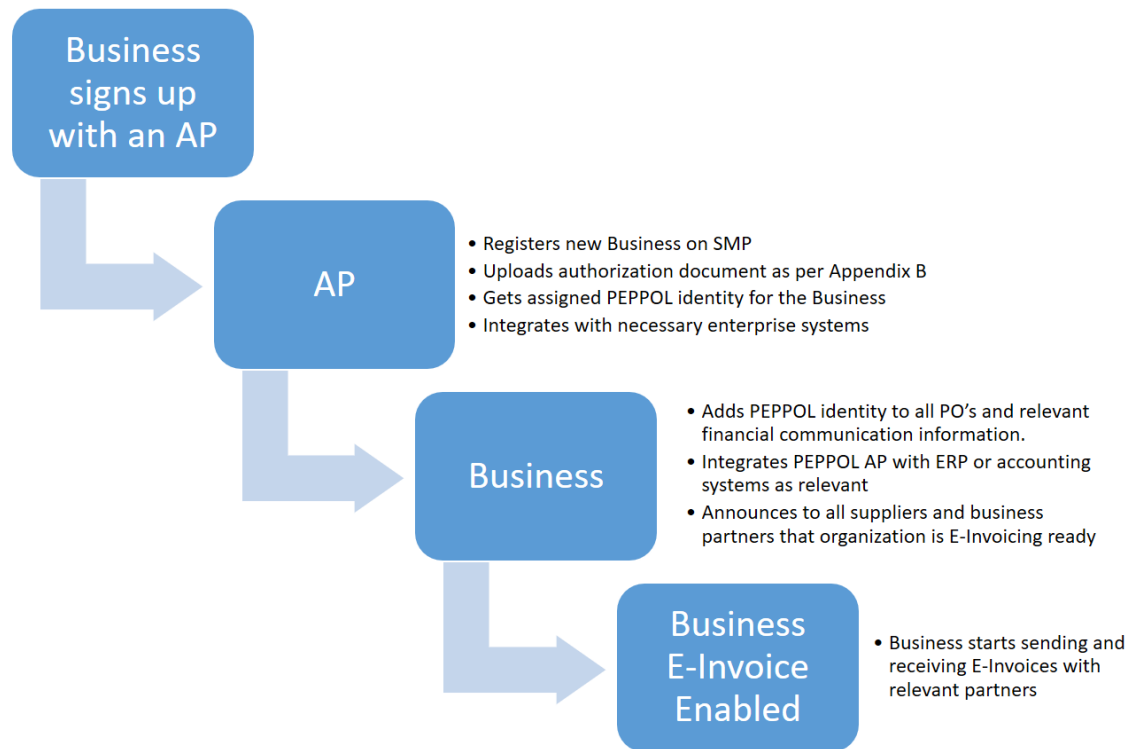 Business
signs up
with an AP
AP
• Registers new Business on SMP
• Uploads authorization document as per Appendix B
• Gets assigned PEPPOL identity for the Business
• Integrates with necessary enterprise systems
Business
• Adds PEPPOL identity to all PO’s and relevant
financial communication information.
• Integrates PEPPOL AP with ERP or accounting
systems as relevant
• Announces to all suppliers and business
partners that organization is E-Invoicing ready
Business
E-Invoice
Enabled
• Business starts sending and
receiving E-Invoices with
relevant partners